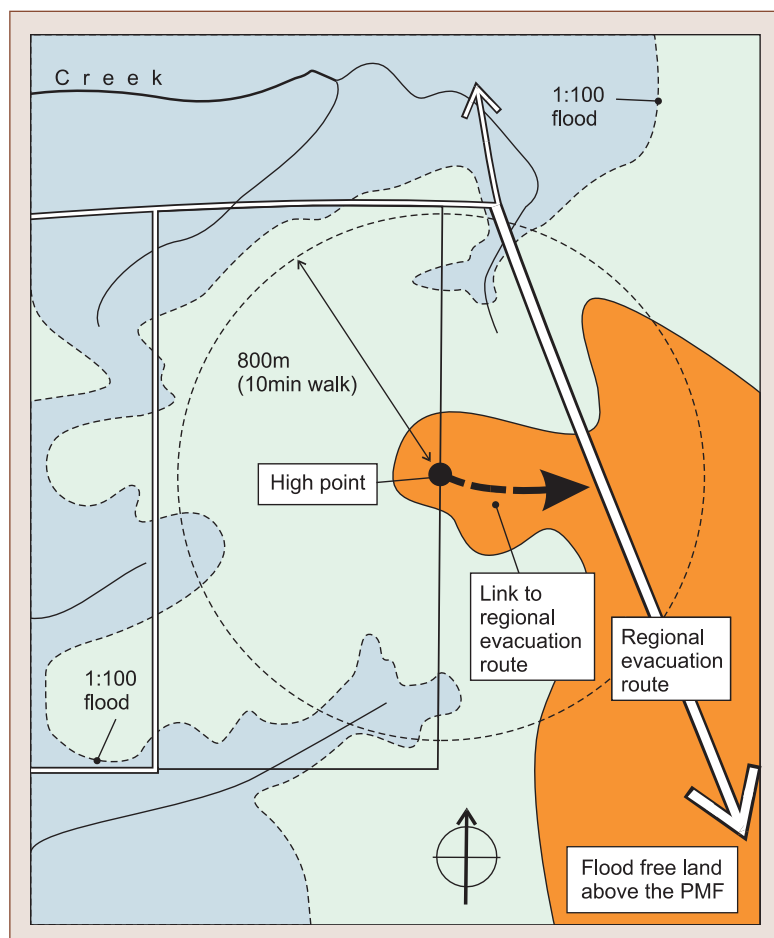 Creek
1:100
flood
800m
(10min walk)
High point
Link to
regional
evacuation
route
Regional
evacuation
route
1:100
flood
Flood free land
above the PMF